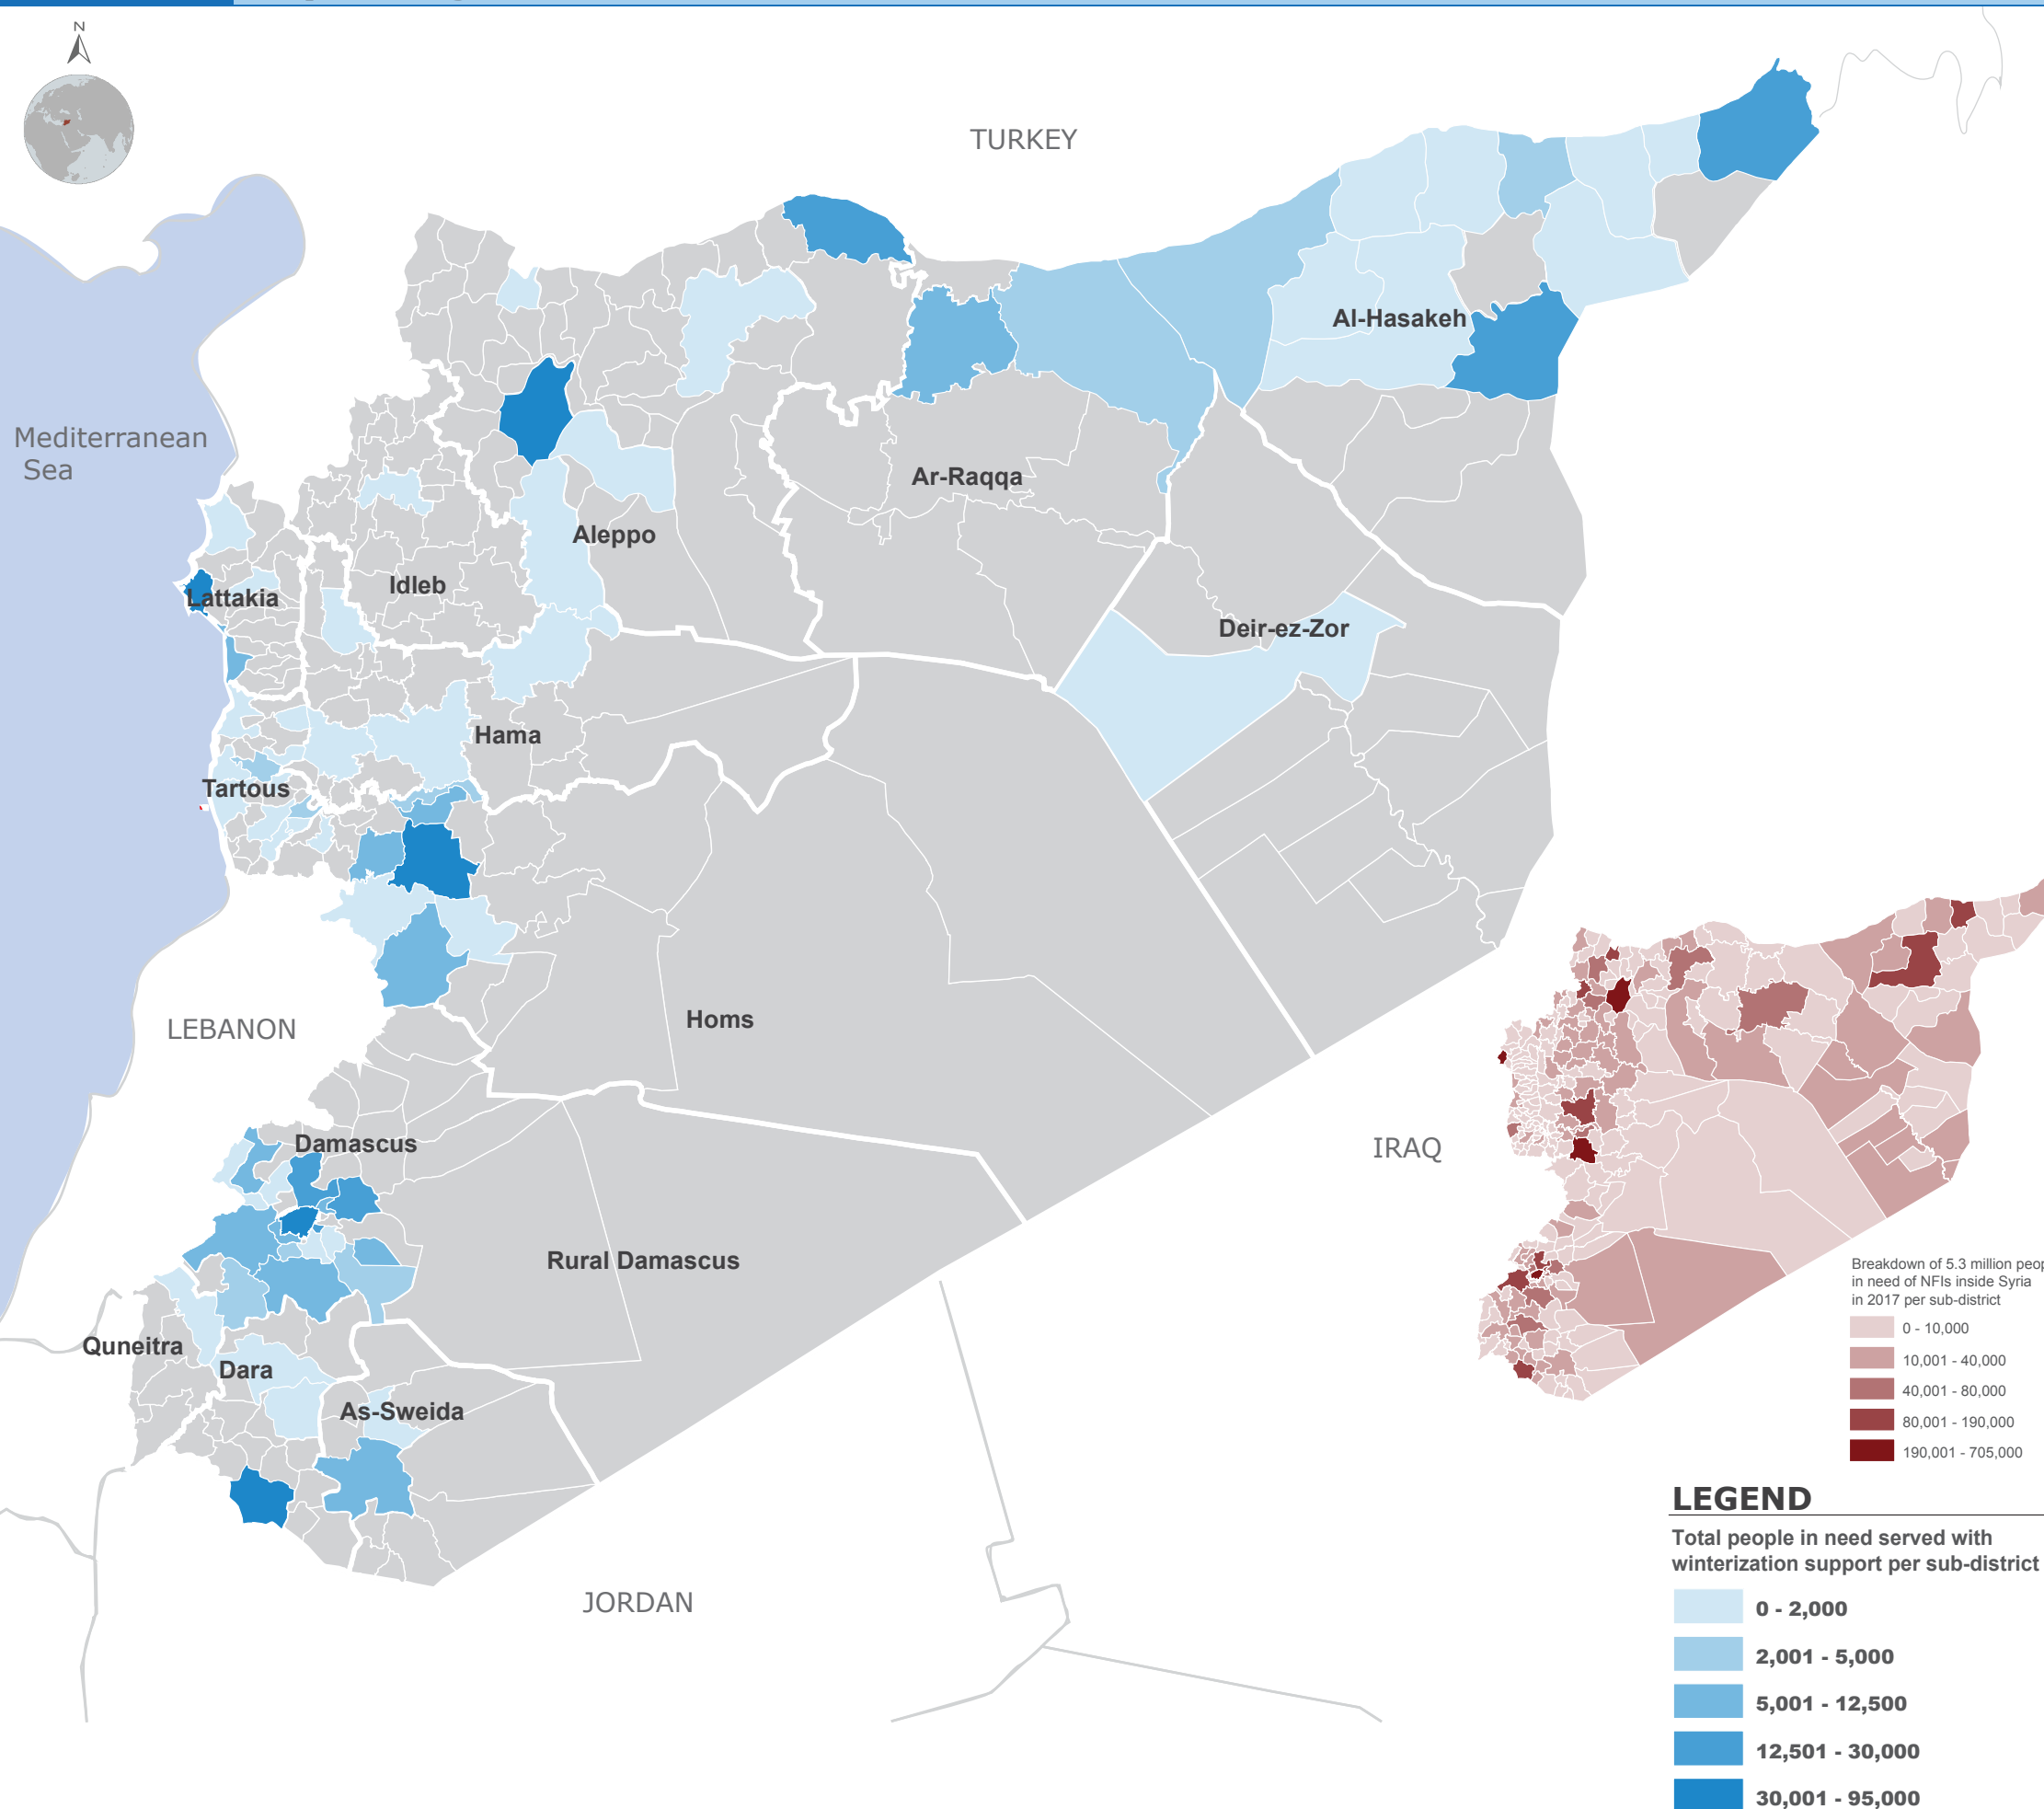 N
TURKEY
Al-Hasakeh
Mediterranean
Sea
Ar-Raqqa
Aleppo
Idleb
Lattakia
Deir-ez-Zor
Hama
Tartous
Homs
LEBANON
Damascus
IRAQ
Rural Damascus
Quneitra
Dara
As-Sweida
JORDAN
Breakdown of 5.3 million
in need of NFIs inside Syria
in 2017 per sub-district
0 - 10,000
10,001 - 40,000
40,001 - 80,000
80,001 - 190,000
190,001 - 705,000
LEGEND
Total people in need served with
winterization support per sub-district
0 - 2,000
2,001 - 5,000
5,001 - 12,500
12,501 - 30,000
30,001 - 95,000